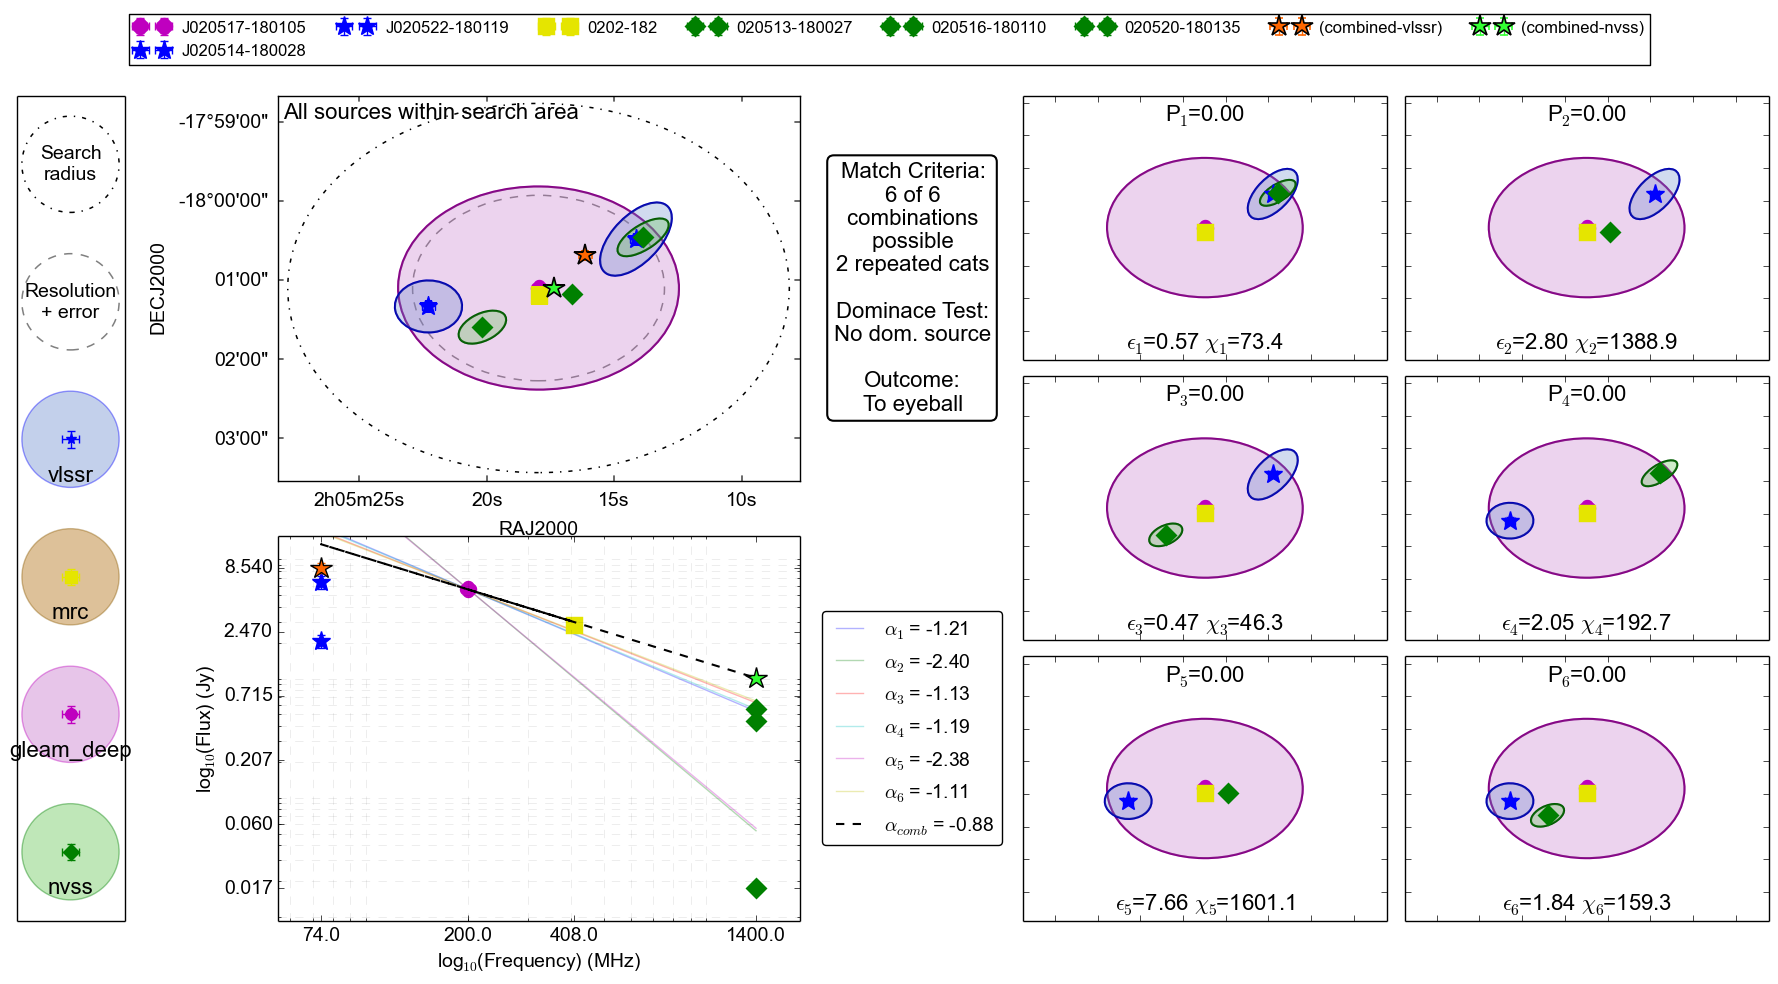 J020517-180105
J020522-180119
0202-182
020513-180027
020516-180110
020520-180135
(combined-vlssr)
(combined-nvss)
J020514-180028
Search
radius
Resolution
+ error
vlssr
mrc
gleam_deep
nvss
All sources within search area
-17°59'00"
-18°00'00"
01'00"
02'00"
03'00"
DECJ2000
2h05m25s
20s
15s
10s
RAJ2000
Match Criteria:
6 of 6
combinations
possible
2 repeated cats
Dominace Test:
No dom. source
Outcome:
To eyeball
8.540
2.470
0.715
0.207
0.060
0.017
log₁₀(Flux) (Jy)
74.0
200.0
408.0
1400.0
log₁₀(Frequency) (MHz)
α₁ = -1.21
α₂ = -2.40
α₃ = -1.13
α₄ = -1.19
α₅ = -2.38
α₆ = -1.11
α_comb = -0.88
P₁=0.00
ϵ₁=0.57 χ₁=73.4
P₂=0.00
ϵ₂=2.80 χ₂=1388.9
P₃=0.00
ϵ₃=0.47 χ₃=46.3
P₄=0.00
ϵ₄=2.05 χ₄=192.7
P₅=0.00
ϵ₅=7.66 χ₅=1601.1
P₆=0.00
ϵ₆=1.84 χ₆=159.3